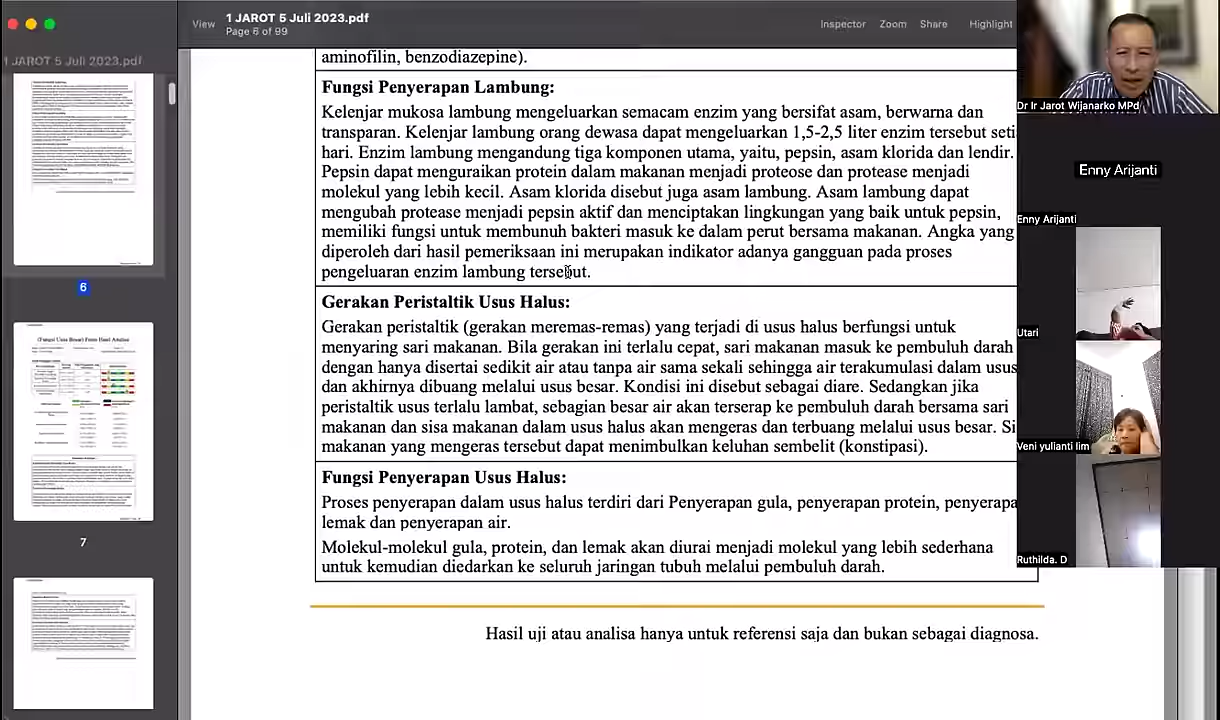 View
1 JAROT 5 Juli 2023.pdf
Page 6 of 99
Inspector
Zoom
Share
Highlight
1 JAROT 5 Juli 2023.pdf
6
7
aminofilin, benzodiazepine).
Fungsi Penyerapan Lambung:
Kelenjar mukosa lambung mengeluarkan semacam enzim yang bersifat asam, berwarna dan
transparan. Kelenjar lambung orang dewasa dapat mengeluarkan 1,5-2,5 liter enzim tersebut seti
hari. Enzim lambung mengandung tiga komponen utama, yaitu, pepsin, asam klorida dan lendir.
Pepsin dapat menguraikan protein dalam makanan menjadi proteose dan protease menjadi
molekul yang lebih kecil. Asam klorida disebut juga asam lambung. Asam lambung dapat
mengubah protease menjadi pepsin aktif dan menciptakan lingkungan yang baik untuk pepsin,
memiliki fungsi untuk membunuh bakteri masuk ke dalam perut bersama makanan. Angka yang
diperoleh dari hasil pemeriksaan ini merupakan indikator adanya gangguan pada proses
pengeluaran enzim lambung tersebut.
Gerakan Peristaltik Usus Halus:
Gerakan peristaltik (gerakan meremas-remas) yang terjadi di usus halus berfungsi untuk
menyaring sari makanan. Bila gerakan ini terlalu cepat, sari makanan masuk ke pembuluh darah
dengan hanya disertai sedikit air atau tanpa air sama sekali sehingga air terakumulasi dalam usus
dan akhirnya dibuang melalui usus besar. Kondisi ini disebut sebagai diare. Sedangkan jika
peristaltik usus terlalu lambat, sebagian besar air akan terserap ke pembuluh darah bersama sari
makanan dan sisa makanan dalam usus halus akan mengeras dan terbuang melalui usus besar. Si
makanan yang mengeras tersebut dapat menimbulkan keluhan sembelit (konstipasi).
Fungsi Penyerapan Usus Halus:
Proses penyerapan dalam usus halus terdiri dari Penyerapan gula, penyerapan protein, penyerapa
lemak dan penyerapan air.
Molekul-molekul gula, protein, dan lemak akan diurai menjadi molekul yang lebih sederhana
untuk kemudian diedarkan ke seluruh jaringan tubuh melalui pembuluh darah.
Hasil uji atau analisa hanya untuk referensi saja dan bukan sebagai diagnosa.
Dr Ir Jarot Wijanarko MPd
Enny Arijanti
Enny Arijanti
Utari
Veni yulianti lim
Ruthilda. D